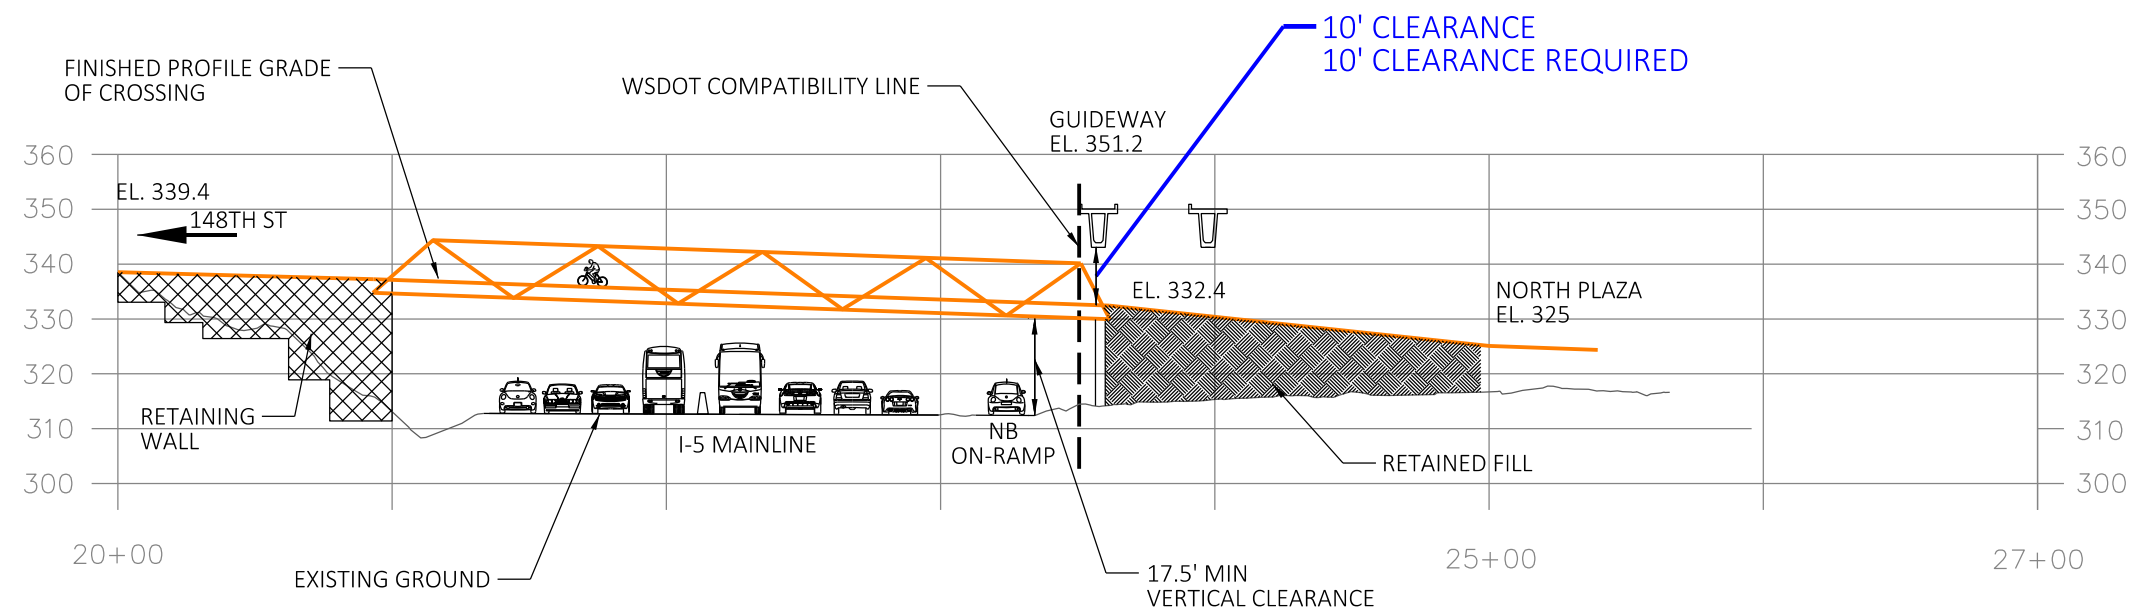 10' CLEARANCE
10' CLEARANCE REQUIRED
FINISHED PROFILE GRADE
OF CROSSING
WSDOT COMPATIBILITY LINE
GUIDEWAY
EL. 351.2
360
360
EL. 339.4
350
148TH ST
350
340
340
EL. 332.4
NORTH PLAZA
EL. 325
330
330
320
320
RETAINING
WALL
310
310
I-5 MAINLINE
NB
ON-RAMP
RETAINED FILL
300
300
20+00
25+00
27+00
EXISTING GROUND
17.5' MIN
VERTICAL CLEARANCE